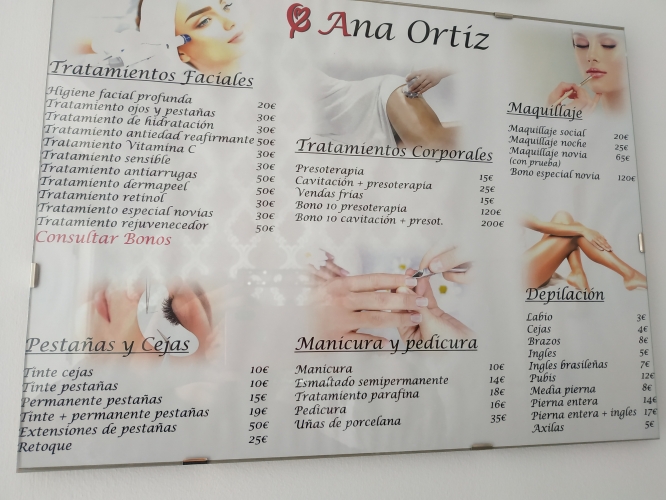 Ana Ortiz
Tratamientos Faciales
Higiene facial profunda 20€
Tratamiento ojos y pestañas 30€
Tratamiento de hidratación 30€
Tratamiento antiedad reafirmante 50€
Tratamiento Vitamina C 30€
Tratamiento sensible 30€
Tratamiento antiarrugas 50€
Tratamiento dermapeel 50€
Tratamiento retinol 30€
Tratamiento especial novias 30€
Tratamiento rejuvenecedor 50€
Consultar Bonos
Tratamientos Corporales
Presoterapia 15€
Cavitación + presoterapia 25€
Vendas frías 15€
Bono 10 presoterapia 120€
Bono 10 cavitación + presot. 200€
Maquillaje
Maquillaje social 20€
Maquillaje noche 25€
Maquillaje novia 65€
(con prueba)
Bono especial novia 120€
Pestañas y Cejas
Tinte cejas 10€
Tinte pestañas 10€
Permanente pestañas 15€
Tinte + permanente pestañas 19€
Extensiones de pestañas 50€
Retoque 25€
Manicura y pedicura
Manicura 10€
Esmaltado semipermanente 14€
Tratamiento parafina 18€
Pedicura 16€
Uñas de porcelana 35€
Depilación
Labio 3€
Cejas 4€
Brazos 8€
Ingles 5€
Ingles brasileñas 7€
Pubis 12€
Media pierna 8€
Pierna entera 14€
Pierna entera + ingles 17€
Axilas 5€